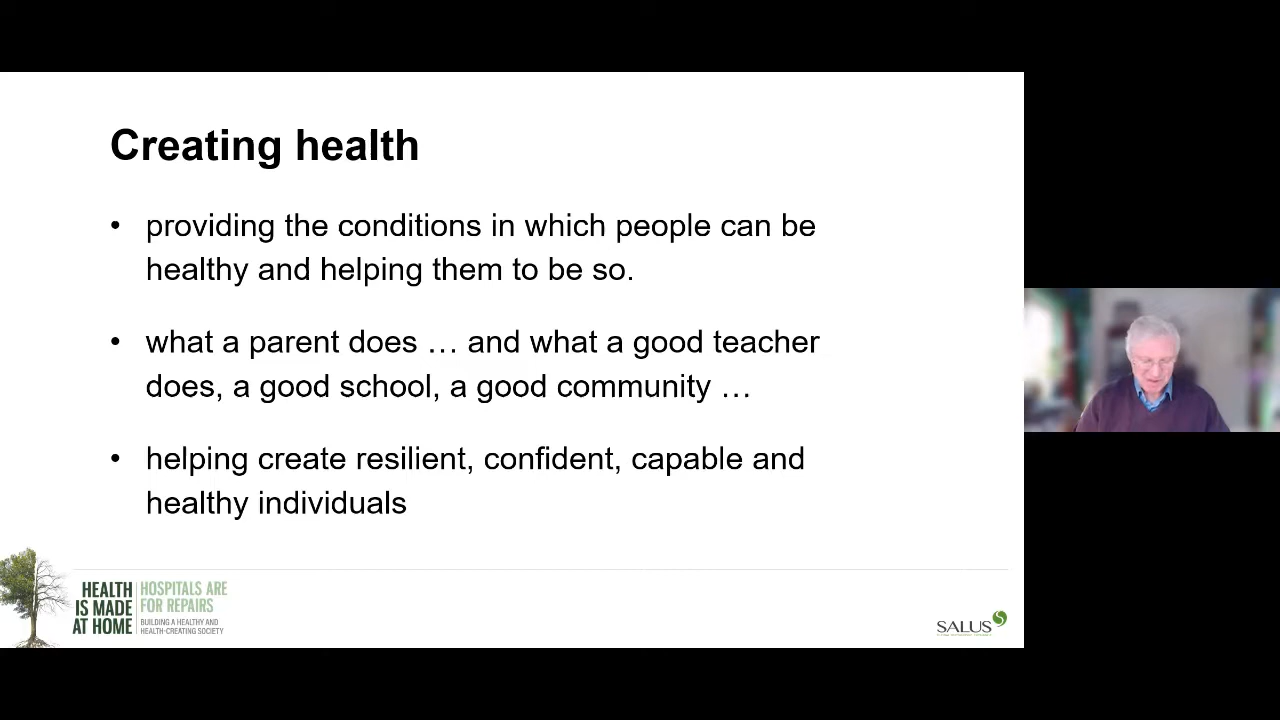 Creating health
• providing the conditions in which people can be
healthy and helping them to be so.
• what a parent does … and what a good teacher
does, a good school, a good community …
• helping create resilient, confident, capable and
healthy individuals
HEALTH
IS MADE
AT HOME
HOSPITALS ARE
FOR REPAIRS
BUILDING A HEALTHY AND
HEALTH-CREATING SOCIETY
SALUS